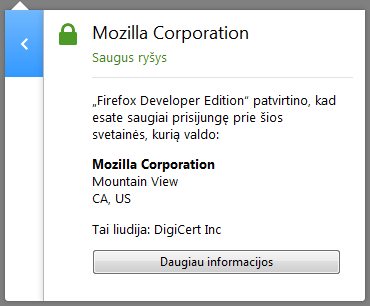 Mozilla Corporation
Saugus ryšys
„Firefox Developer Edition“ patvirtino, kad
esate saugiai prisijungę prie šios
svetainės, kurią valdo:
Mozilla Corporation
Mountain View
CA, US
Tai liudija: DigiCert Inc
Daugiau informacijos